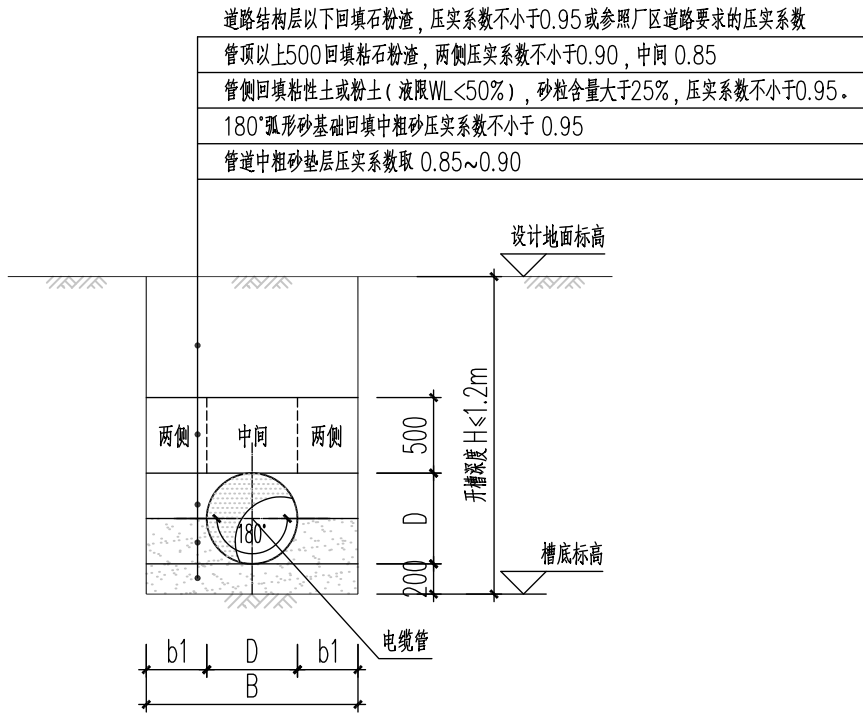 道路结构层以下回填石粉渣，压实系数不小于0.95或参照厂区道路要求的压实系数
管顶以上500回填粘石粉渣，两侧压实系数不小于0.90，中间 0.85
管侧回填粘性土或粉土(液限WL<50%)，砂粒含量大于25%，压实系数不小于0.95。
180°弧形砂基础回填中粗砂压实系数不小于 0.95
管道中粗砂垫层压实系数取 0.85~0.90
设计地面标高
两侧 中间 两侧
500
开槽深度 H≤1.2m
D
180°
200
槽底标高
电缆管
b1 D b1
B